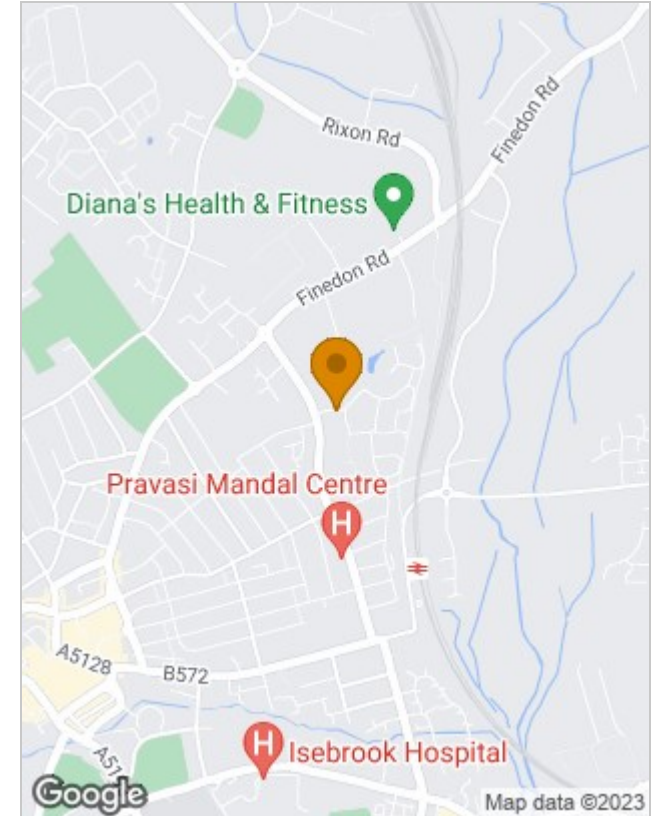 Rixon Rd
Finedon Rd
Diana's Health & Fitness
Finedon Rd
Pravasi Mandal Centre
H
A5128
B572
H
Isebrook Hospital
Google
Map data ©2023